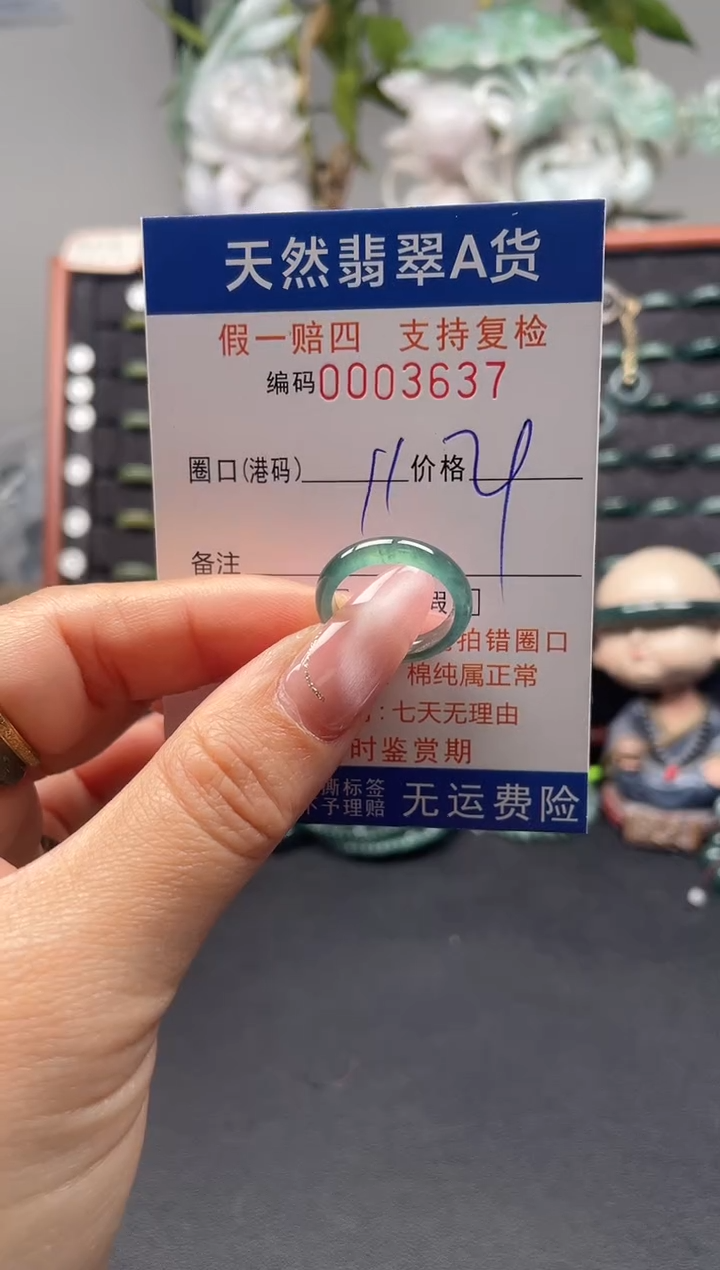 天然翡翠A货
假一赔四 支持复检
编码0003637
圈口(港码) 11 价格
备注
假
拍错圈口
棉纯属正常
:七天无理由
时鉴赏期
撕标签
不予理赔 无运费险